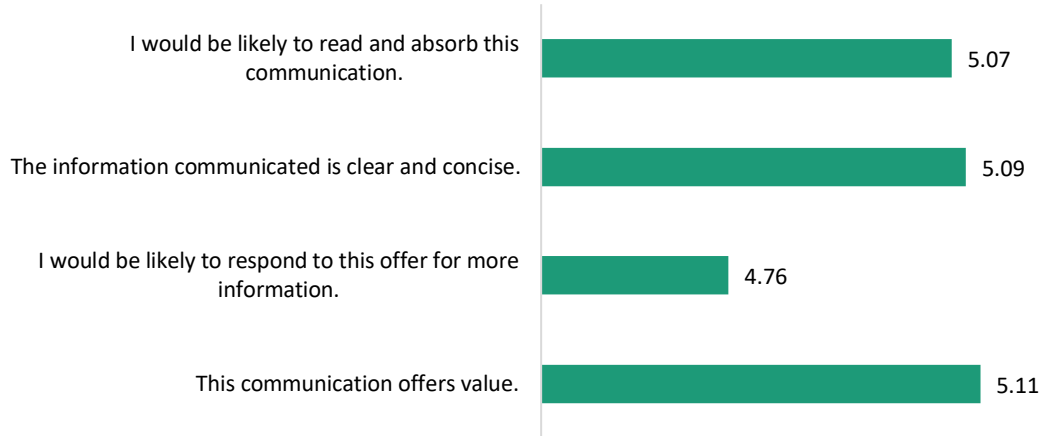 I would be likely to read and absorb this
communication.
5.07
The information communicated is clear and concise.
5.09
I would be likely to respond to this offer for more
information.
4.76
This communication offers value.
5.11